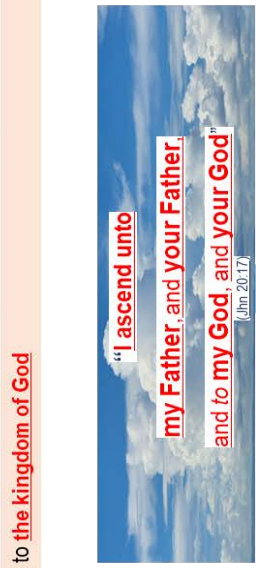 to the kingdom of God
“I ascend unto
my Father, and your Father,
and to my God, and your God”
(Jhn 20:17)